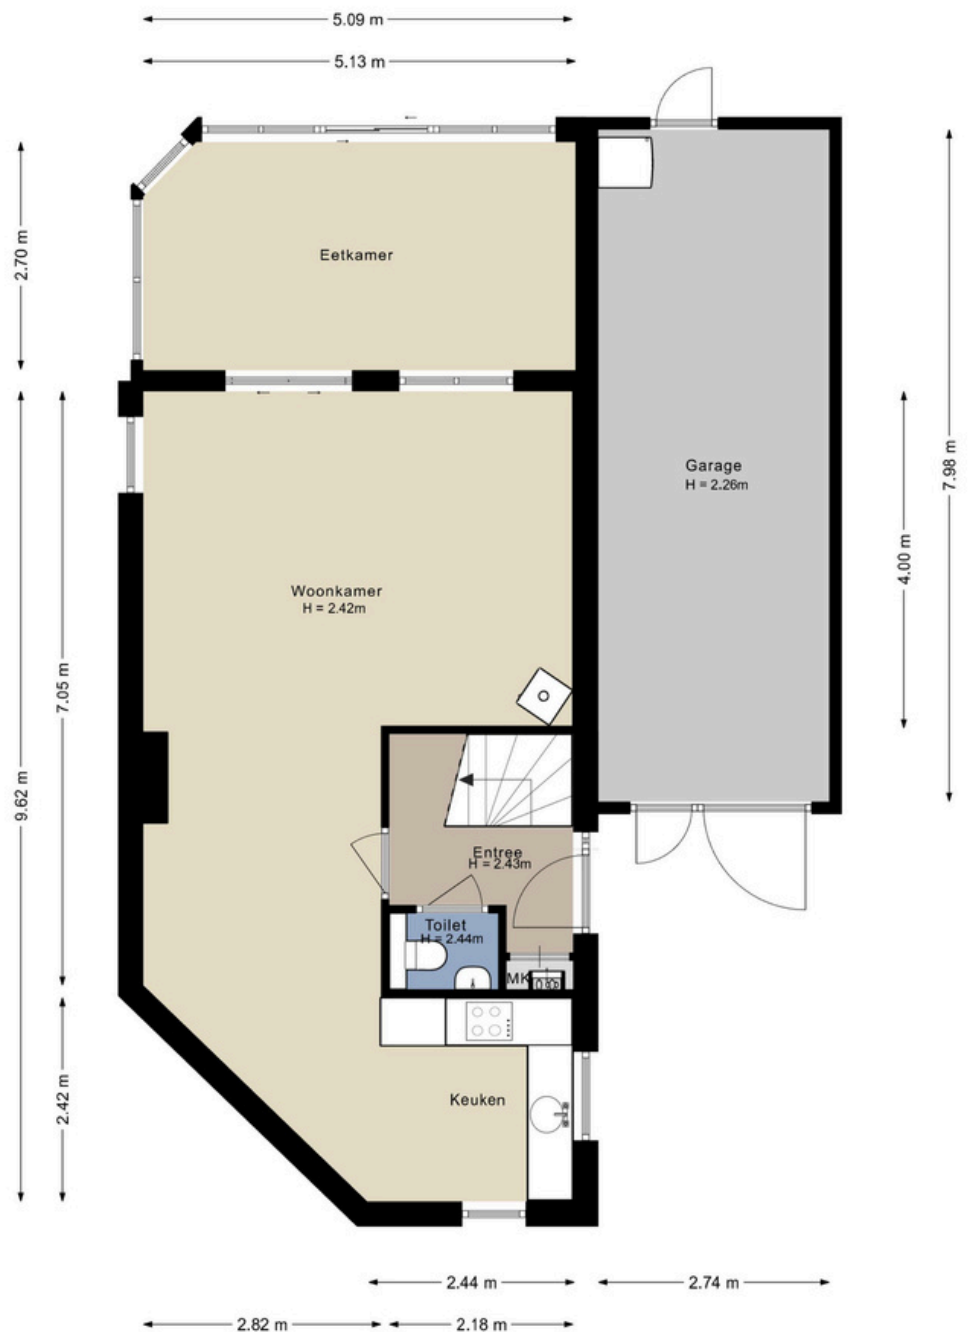 5.09 m
5.13 m
2.70 m
Eetkamer
Garage
H = 2.26m
7.98 m
4.00 m
Woonkamer
H = 2.42m
7.05 m
9.62 m
Entree
H = 2.43m
Toilet
H = 2.44m
MK
2.42 m
Keuken
2.44 m
2.74 m
2.82 m
2.18 m